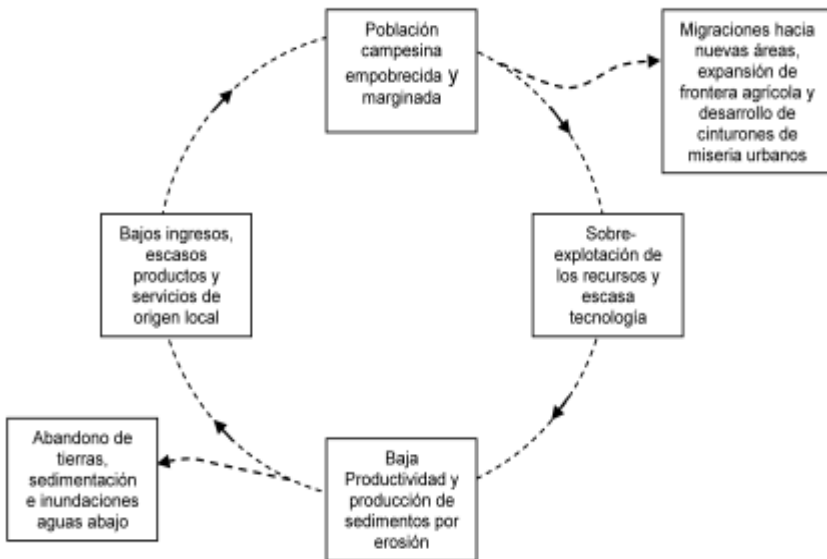 Población
campesina
empobrecida y
marginada
Migraciones hacia
nuevas áreas,
expansión de
frontera agrícola y
desarrollo de
cinturones de
miseria urbanos
Bajos ingresos,
escasos
productos y
servicios de
origen local
Sobre-
explotación de
los recursos y
escasa
tecnología
Abandono de
tierras,
sedimentación
e inundaciones
aguas abajo
Baja
Productividad y
producción de
sedimentos por
erosión